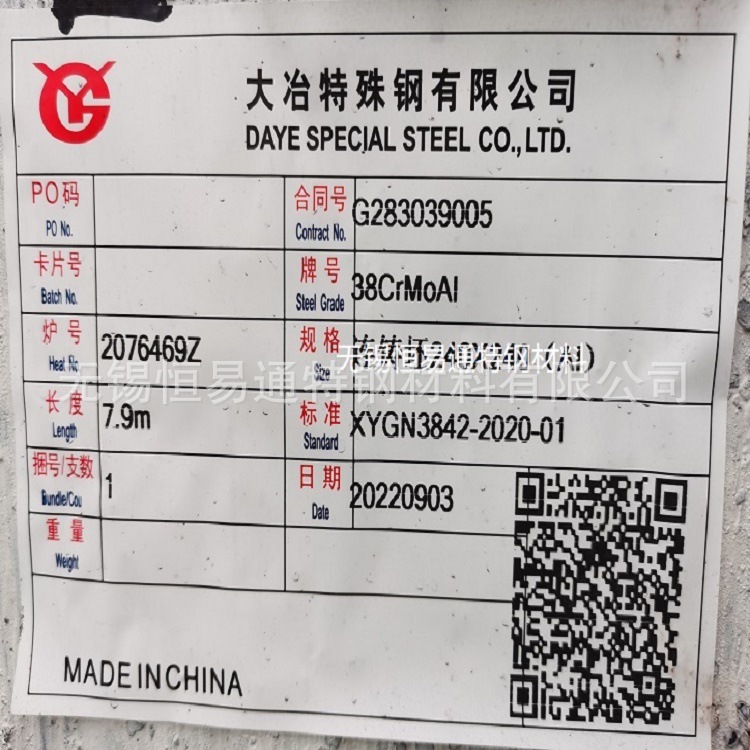 大冶特殊钢有限公司
DAYE SPECIAL STEEL CO.,LTD.
PO码
PO No.
合同号
Contract No.
G283039005
卡片号
Batch No.
牌号
Steel Grade
38CrMoAl
炉号
Heat No.
2076469Z
规格
Size
无锡恒易通特钢材料
无锡恒易通特钢材料有限公司
长度
Length
7.9m
标准
Standard
XYGN3842-2020-01
捆号/支数
Bundle/Cou
1
日期
Date
20220903
重量
Weight
MADE IN CHINA